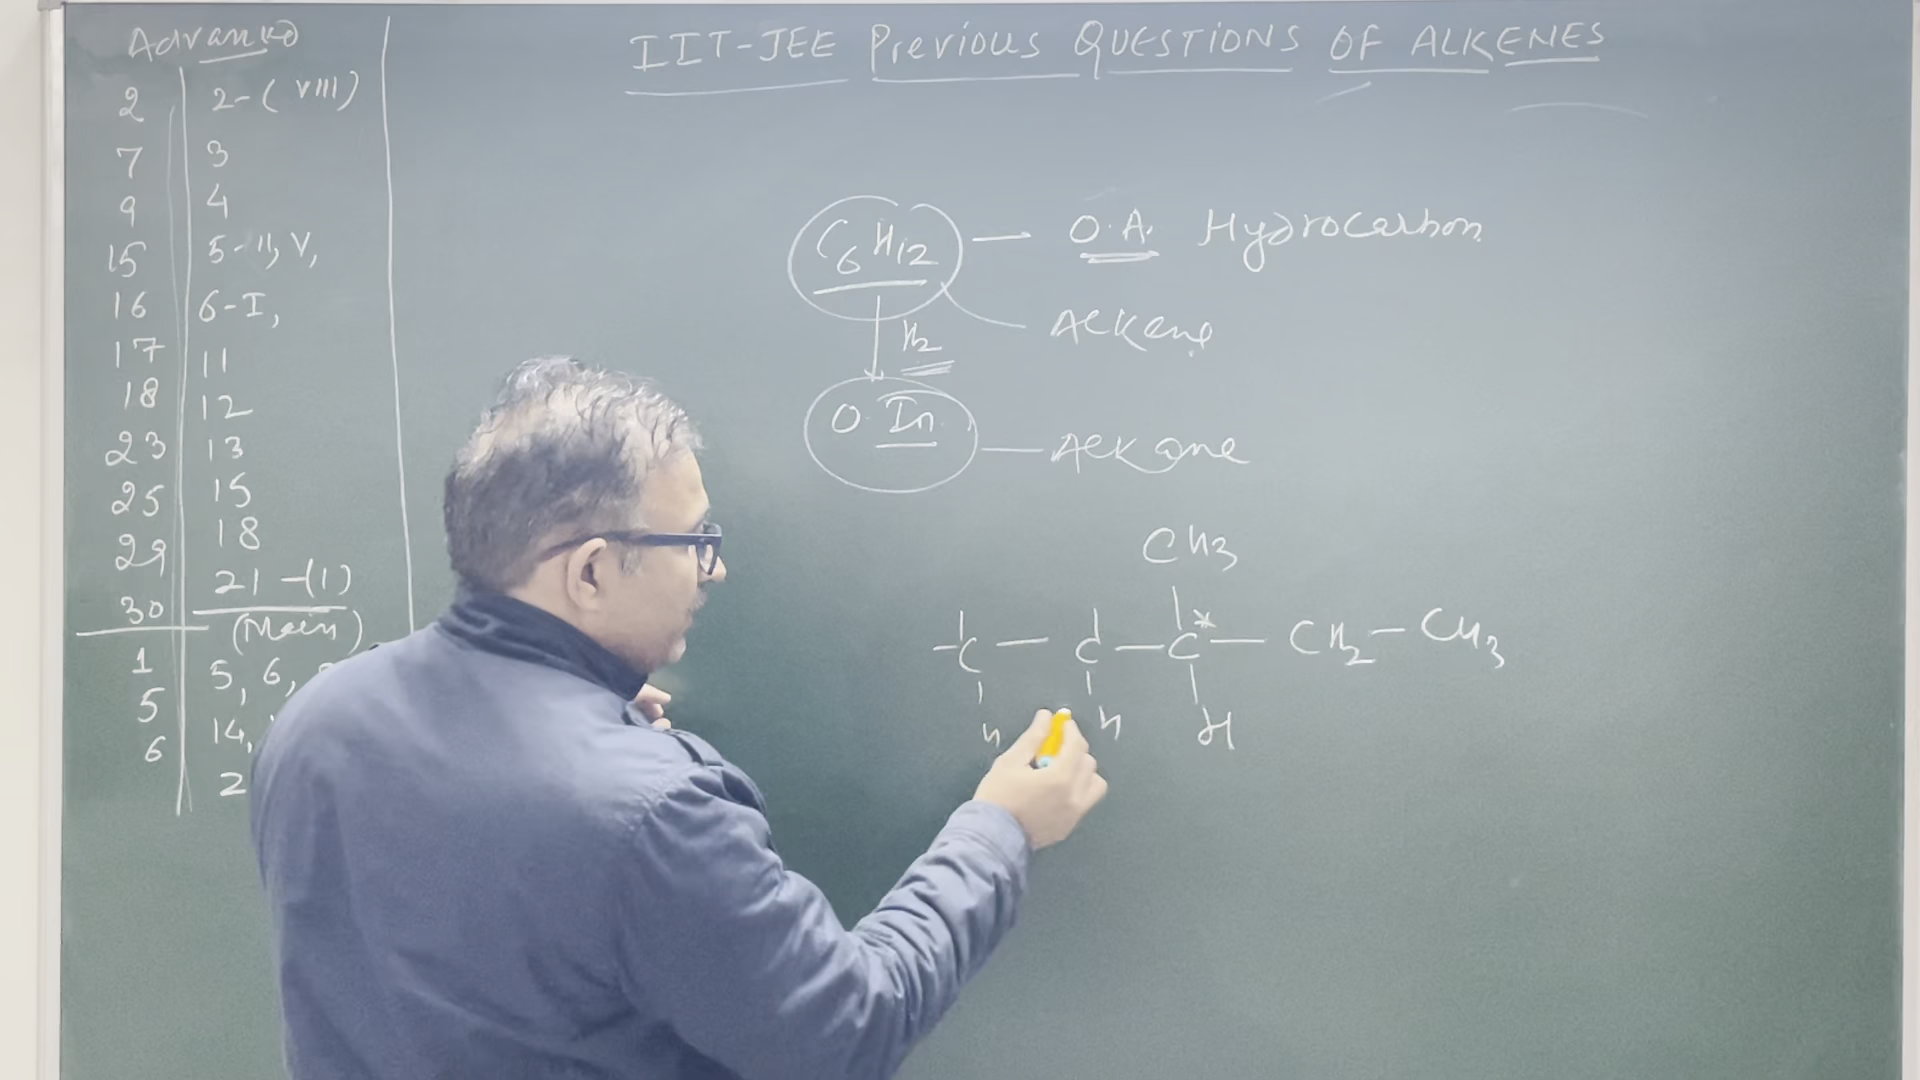 Advanced
IIT-JEE Previous QUESTIONS OF ALKENES
2 2-(VIII)
7 3
9 4
15 5-II, V,
16 6-I,
17 11
18 12
23 13
25 15
29 18
30 21-(1)
(Main)
1 5, 6,
5 14,
6 2
C6H12 — O.A. Hydrocarbon
Alkene
H2
O.In. — Alkane
CH3
-C — C — C* — CH2 — CH3
H H H